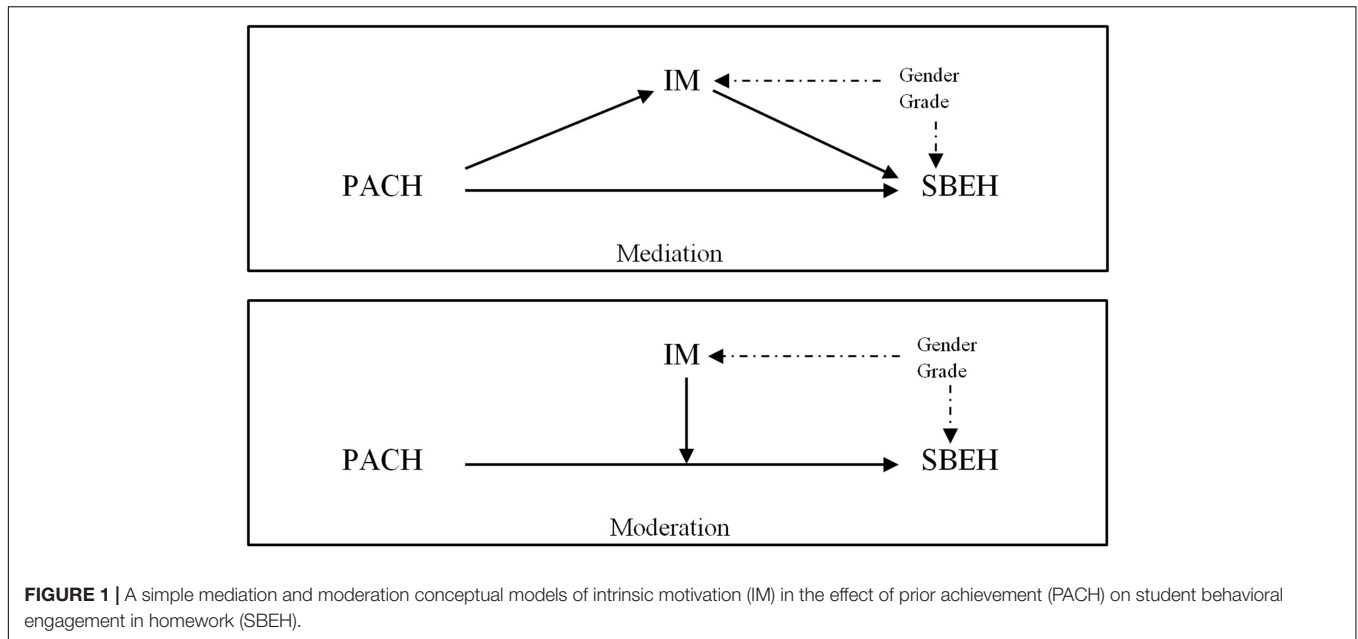 IM
Gender
Grade
PACH
SBEH
Mediation
IM
Gender
Grade
PACH
SBEH
Moderation
FIGURE 1 | A simple mediation and moderation conceptual models of intrinsic motivation (IM) in the effect of prior achievement (PACH) on student behavioral
engagement in homework (SBEH).